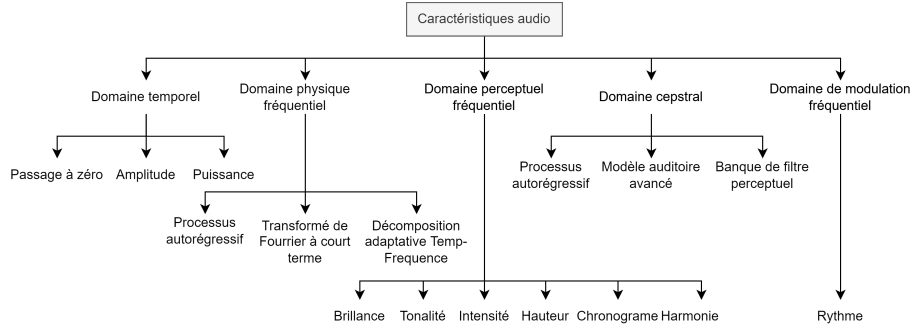 Caractéristiques audio
Domaine temporel
Domaine physique
fréquentiel
Domaine perceptuel
fréquentiel
Domaine cepstral
Domaine de modulation
fréquentiel
Passage à zéro
Amplitude
Puissance
Processus
autorégressif
Modèle auditoire
avancé
Banque de filtre
perceptuel
Processus
autorégressif
Transformé de
Fourrier à court
terme
Décomposition
adaptative Temp-
Frequence
Brillance
Tonalité
Intensité
Hauteur
Chronograme
Harmonie
Rythme